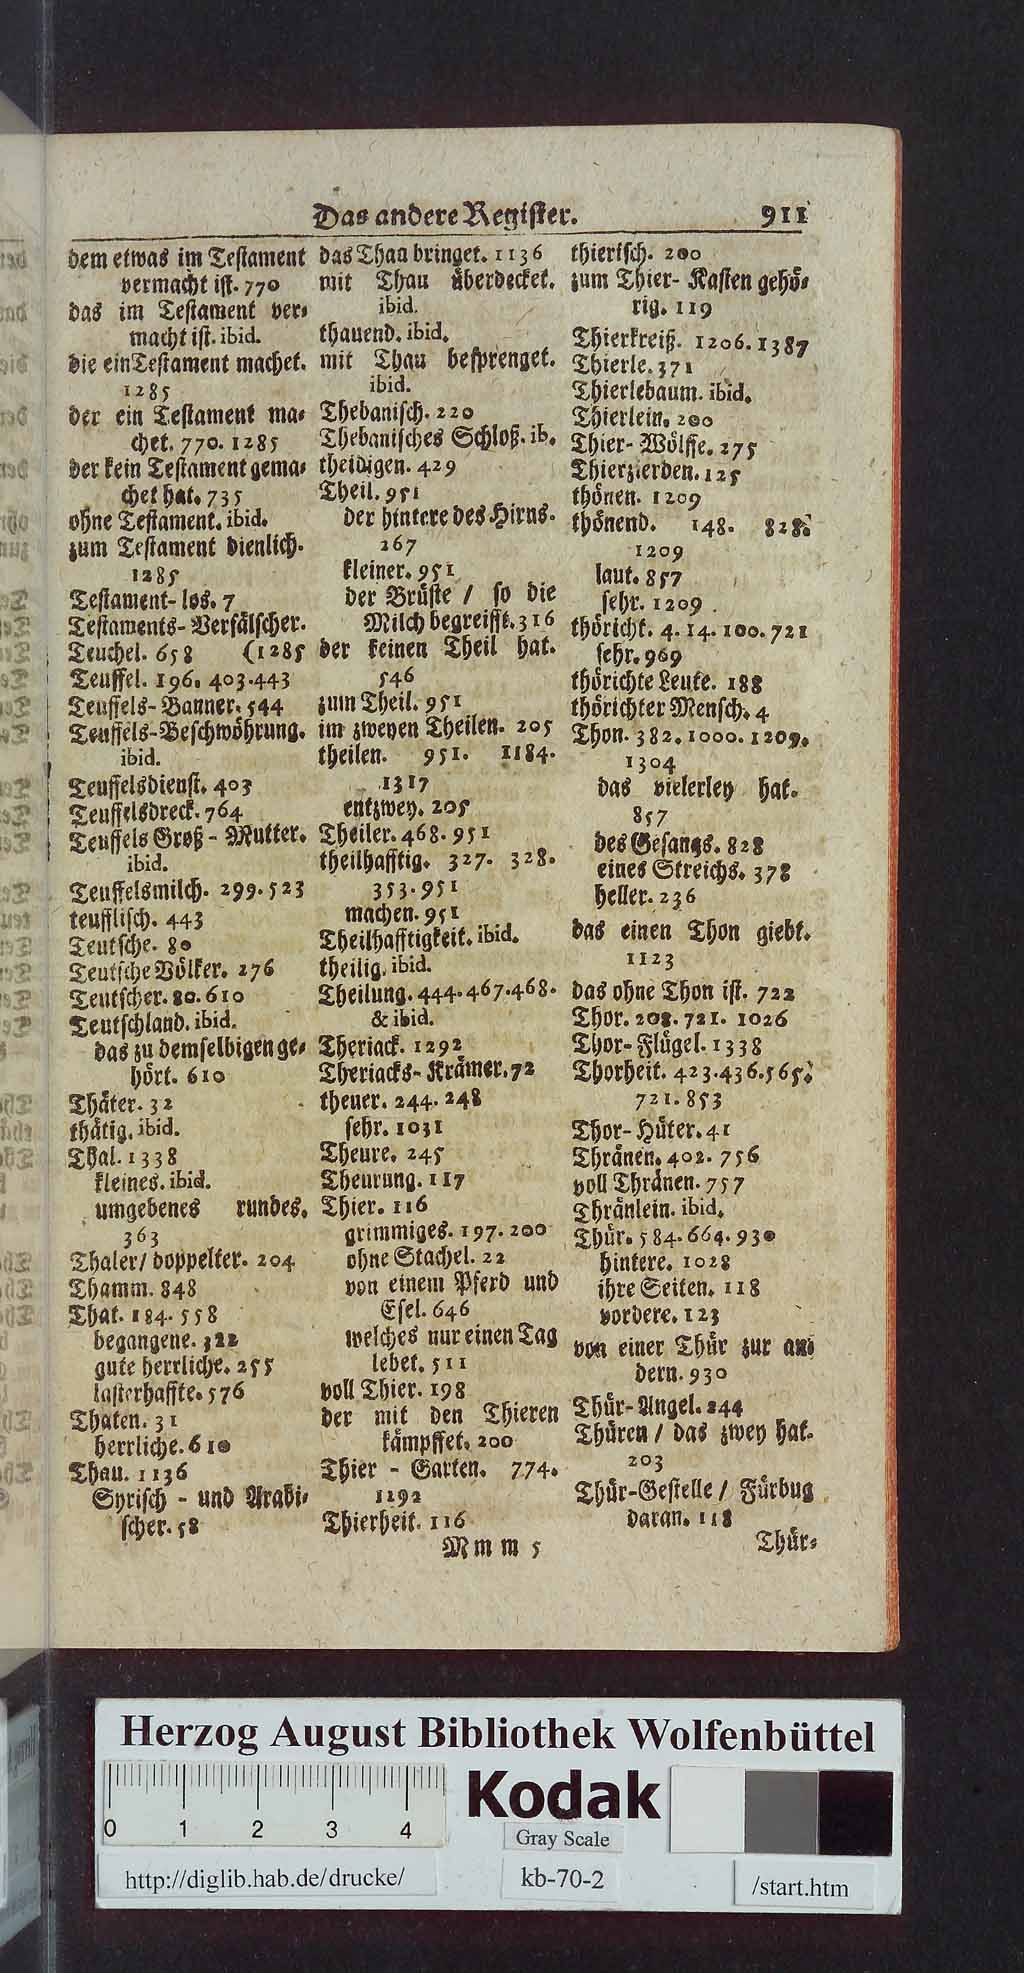 Das andere Register. 911
dem etwas im Testament
vermacht ist. 770
das im Testament ver-
macht ist. ibid.
die ein Testament machet.
1285
der ein Testament ma-
chet. 770. 1285
der kein Testament gema-
chet hat. 735
ohne Testament. ibid.
zum Testament dienlich.
1285
Testament-los. 7
Testaments-Verfälscher.
Teuchel. 658 (1285
Teuffel. 196. 403. 443
Teuffels-Banner. 544
Teuffels-Beschwöhrung.
ibid.
Teuffelsdienst. 403
Teuffelsdreck. 764
Teuffels Groß-Mutter.
ibid.
Teuffelsmilch. 299. 523
teufflisch. 443
Teutsche. 80
Teutsche Völker. 276
Teutscher. 80. 610
Teutschland. ibid.
das zu demselbigen ge-
hört. 610
Thäter. 32
thätig. ibid.
Thal. 1338
kleines. ibid.
umgebenes rundes.
363
Thaler/ doppelter. 204
Thamm. 848
That. 184. 558
begangene. 322
gute herrliche. 255
lasterhaffte. 576
Thaten. 31
herrliche. 610
Thau. 1136
Syrisch- und Arabi-
scher. 58
das Thau bringet. 1136
mit Thau überdecket.
ibid.
thauend. ibid.
mit Thau besprenget.
ibid.
Thebanisch. 220
Thebanisches Schloß. ib.
theidigen. 429
Theil. 951
der hintere des Hirns.
267
kleiner. 951
der Brüste / so die
Milch begreifft. 316
der keinen Theil hat.
546
zum Theil. 951
im zweyen Theilen. 205
theilen. 951. 1184.
1317
entzwey. 205
Theiler. 468. 951
theilhafftig. 327. 328.
353. 951
machen. 951
Theilhafftigkeit. ibid.
theilig. ibid.
Theilung. 444. 467. 468.
& ibid.
Theriack. 1292
Theriacks-Krämer. 72
theuer. 244. 248
sehr. 1031
Theure. 245
Theurung. 117
Thier. 116
grimmiges. 197. 200
ohne Stachel. 22
von einem Pferd und
Esel. 646
welches nur einen Tag
lebet. 511
voll Thier. 198
der mit den Thieren
kämpffet. 200
Thier-Garten. 774.
1292
Thierheit. 116
thierisch. 200
zum Thier-Kasten gehö-
rig. 119
Thierkreiß. 1206. 1387
Thierle. 371
Thierlebaum. ibid.
Thierlein. 200
Thier-Wölffe. 275
Thierzierden. 125
thönen. 1209
thönend. 148. 828.
1209
laut. 857
sehr. 1209
thöricht. 4. 14. 100. 721
sehr. 969
thörichte Leute. 188
thörichter Mensch. 4
Thon. 382. 1000. 1209.
1304
das vielerley hat.
857
des Gesangs. 828
eines Streichs. 378
heller. 236
das einen Thon giebt.
1123
das ohne Thon ist. 722
Thor. 208. 721. 1026
Thor-Flügel. 1338
Thorheit. 423. 436. 565.
721. 853
Thor-Hüter. 41
Thränen. 402. 756
voll Thränen. 757
Thränlein. ibid.
Thür. 584. 664. 930
hintere. 1028
ihre Seiten. 118
vordere. 123
von einer Thür zur an-
dern. 930
Thür-Angel. 244
Thüren / das zwey hat.
203
Thür-Gestelle / Fürbug
daran. 118
Mmm 5 Thür-
Herzog August Bibliothek Wolfenbüttel
0 1 2 3 4
Kodak
Gray Scale
http://diglib.hab.de/drucke/ kb-70-2 /start.htm